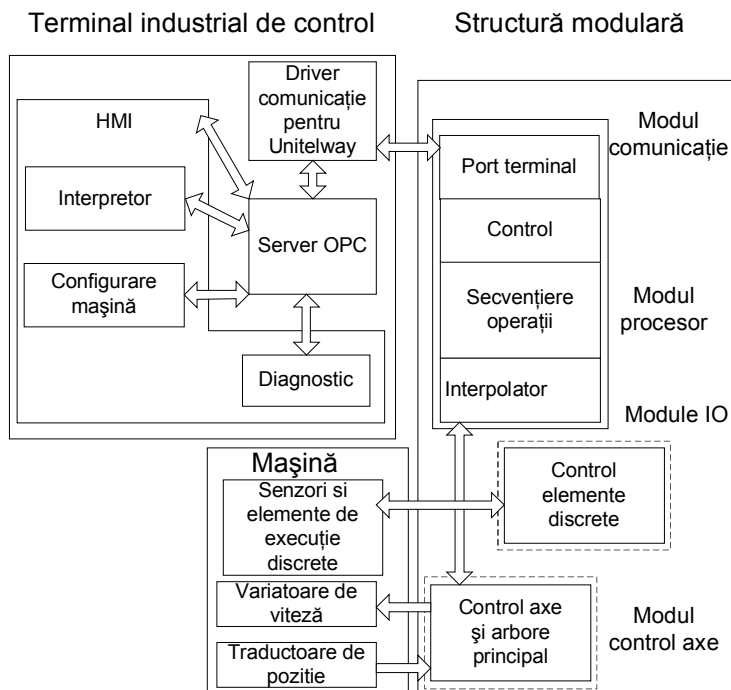 Terminal industrial de control
Structură modulară
Driver
comunicație
pentru
Unitelway
HMI
Interpretor
Server OPC
Configurare
maşină
Diagnostic
Modul
comunicație
Port terminal
Control
Secvențiere
operații
Modul
procesor
Interpolator
Module IO
Maşină
Senzori si
elemente de
execuție
discrete
Control
elemente
discrete
Variatoare de
viteză
Control axe
şi arbore
principal
Modul
control axe
Traductoare de
pozitie